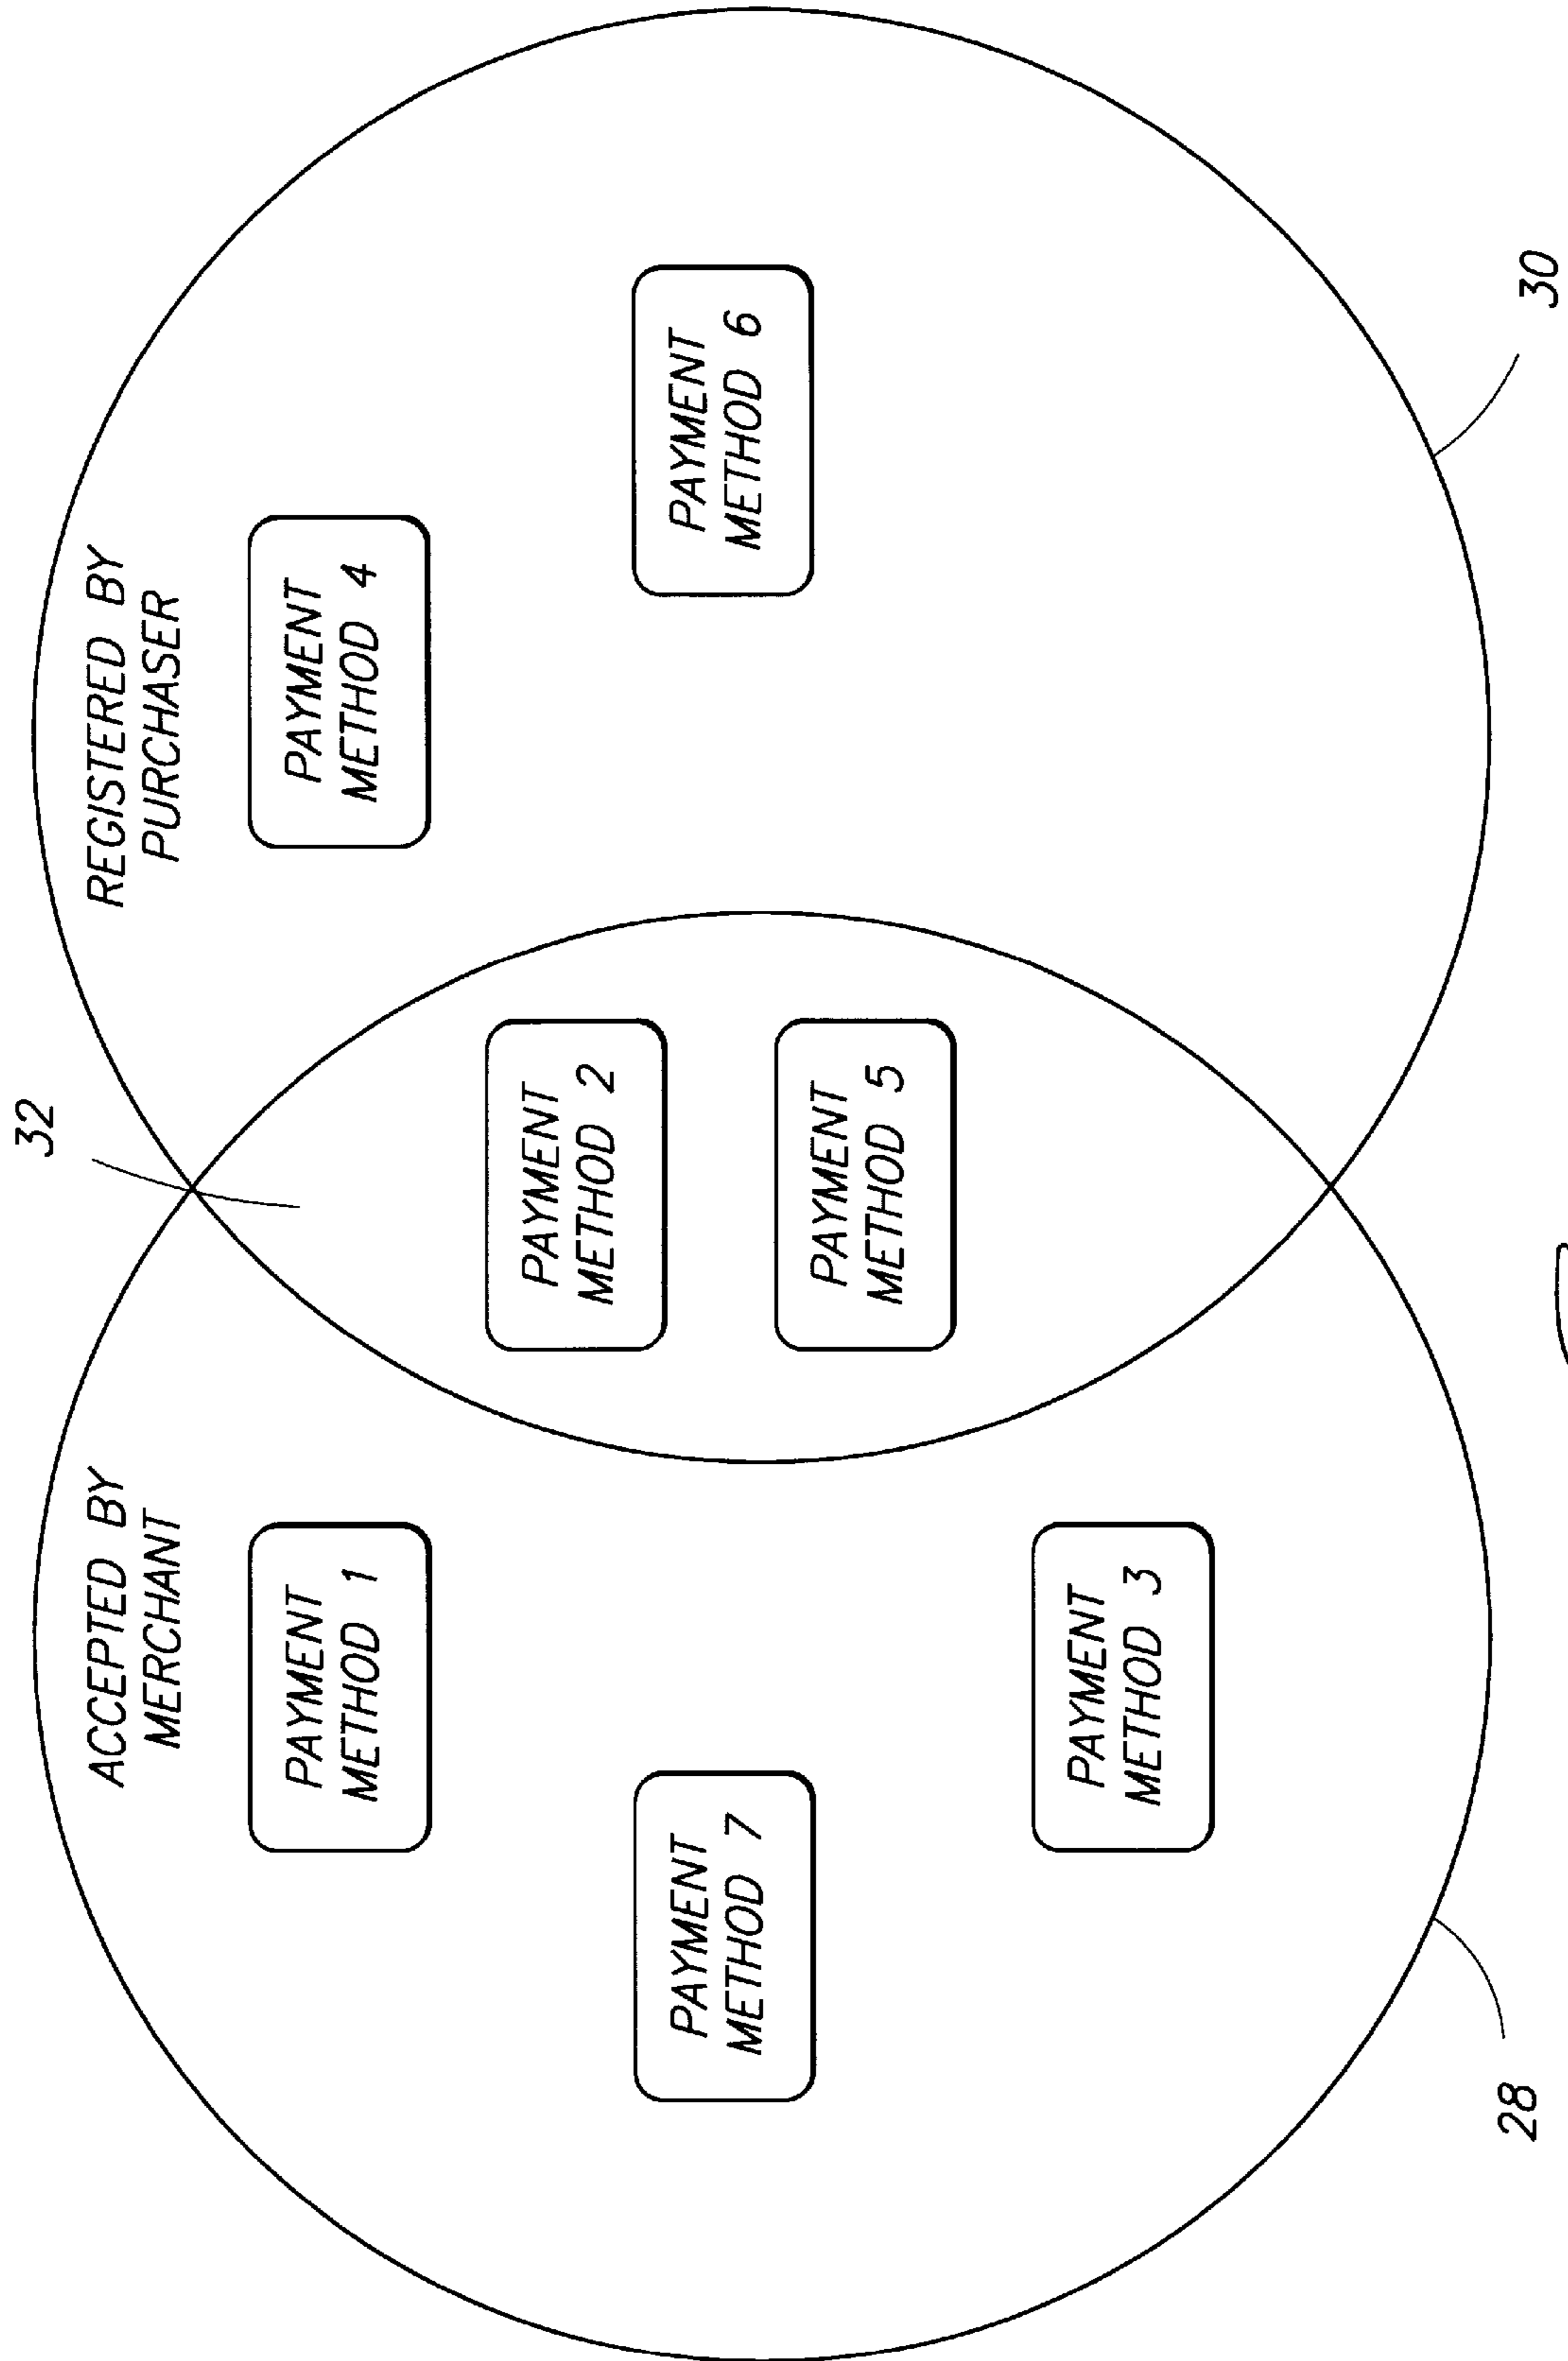 32
ACCEPTED BY
MERCHANT
REGISTERED BY
PURCHASER
PAYMENT
METHOD 1
PAYMENT
METHOD 4
PAYMENT
METHOD 2
PAYMENT
METHOD 7
PAYMENT
METHOD 6
PAYMENT
METHOD 5
PAYMENT
METHOD 3
28
30